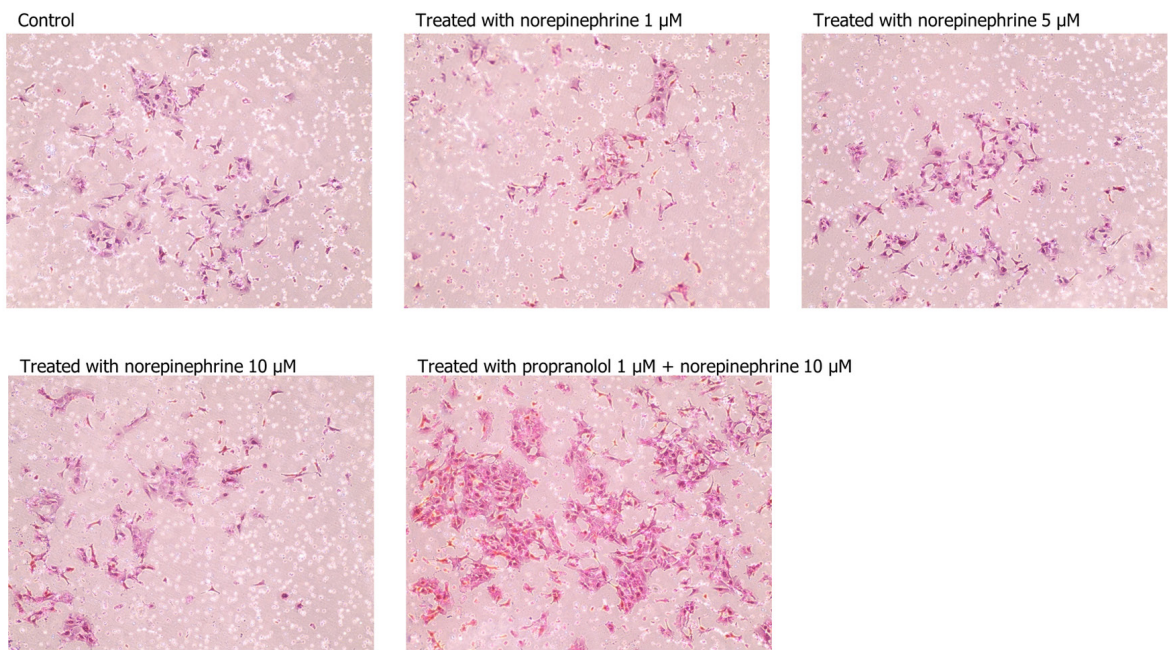 Control
Treated with norepinephrine 1 μM
Treated with norepinephrine 5 μM
Treated with norepinephrine 10 μM
Treated with propranolol 1 μM + norepinephrine 10 μM